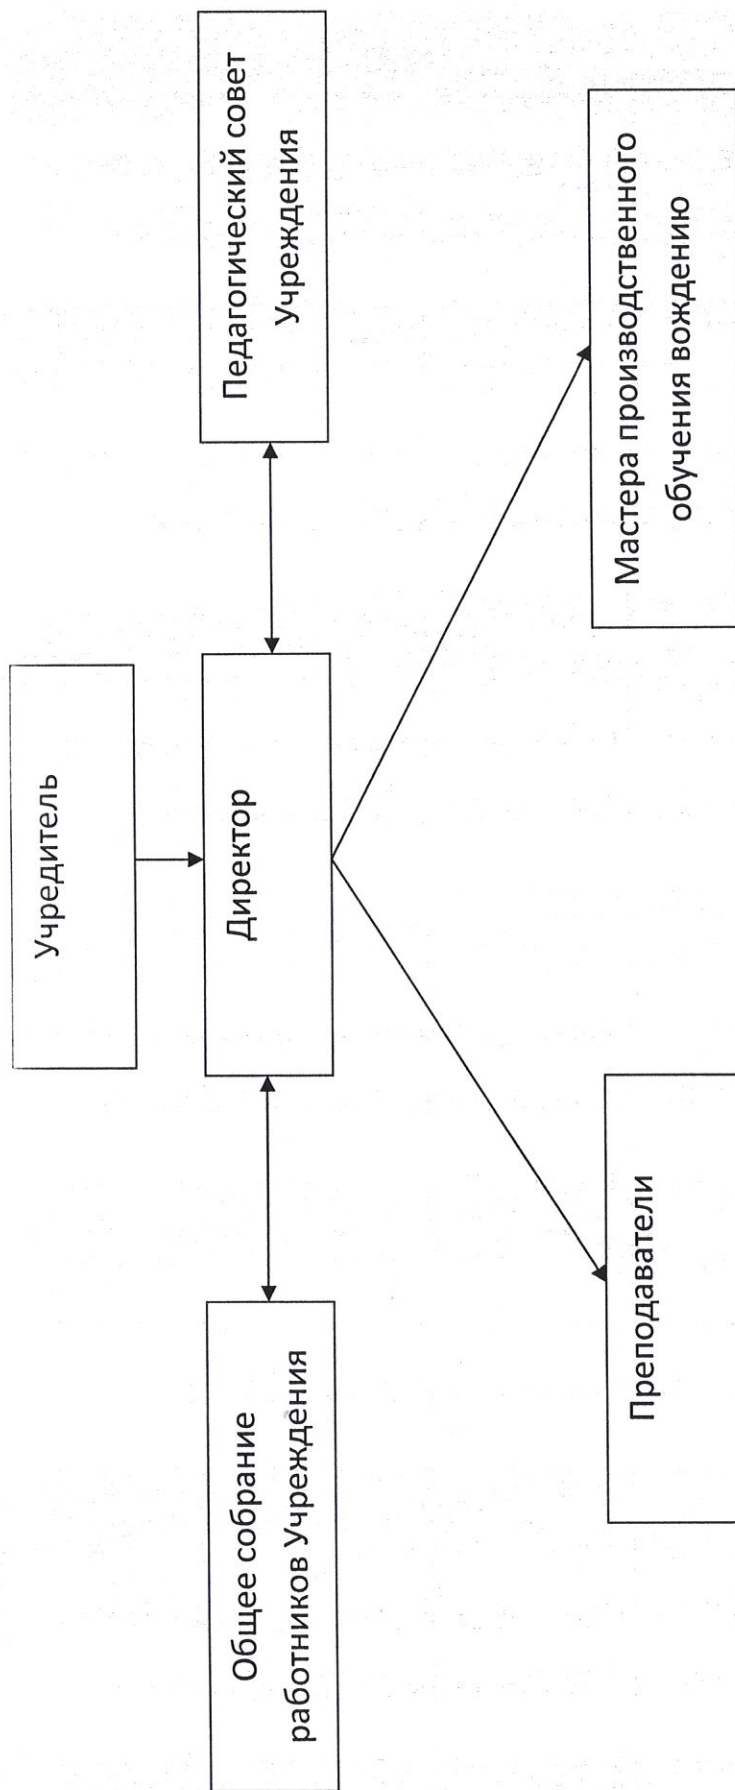 Учредитель
Общее собрание
работников Учреждения
Директор
Педагогический совет
Учреждения
Преподаватели
Мастера производственного
обучения вождению